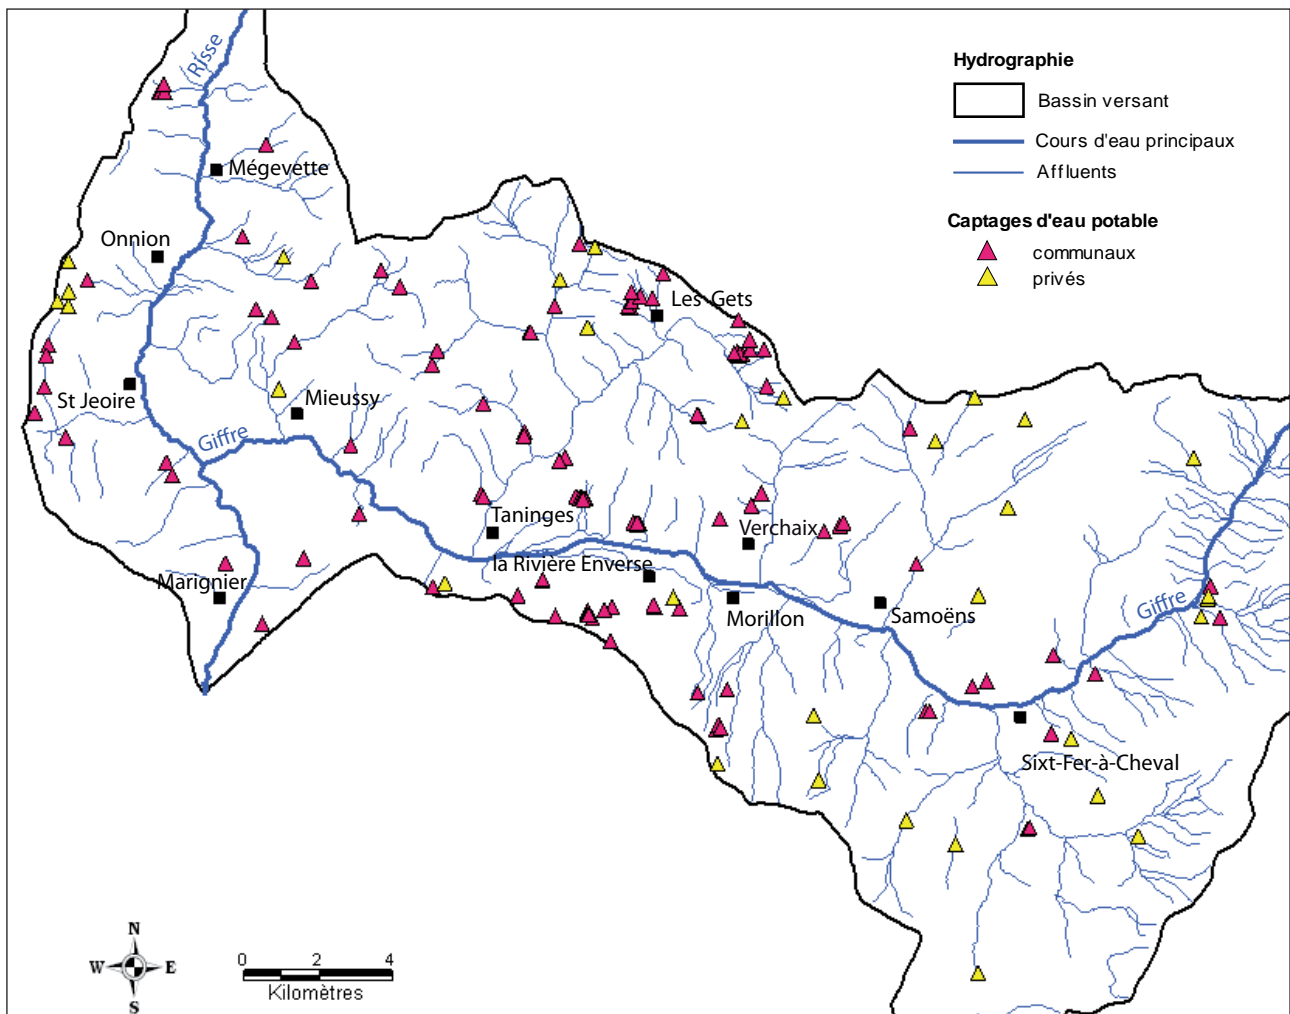 Risse
Hydrographie
Bassin versant
Cours d'eau principaux
Affluents
Captages d'eau potable
communaux
privés
Mégevette
Onnion
Les Gets
St Jeoire
Mieussy
Giffre
Taninges
Verchaix
la Rivière Enverse
Marignier
Morillon
Samoëns
Giffre
Sixt-Fer-à-Cheval
N
W E
S
0 2 4
Kilomètres